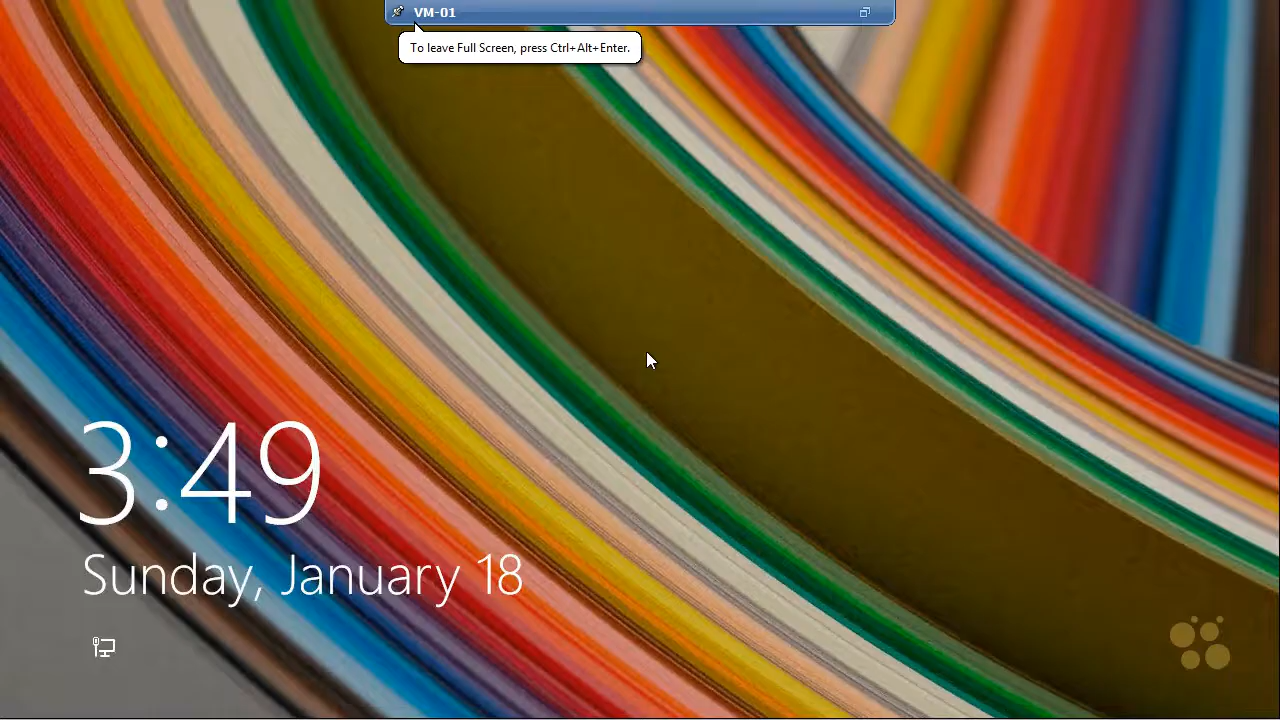 VM-01
To leave Full Screen, press Ctrl+Alt+Enter.
3:49
Sunday, January 18